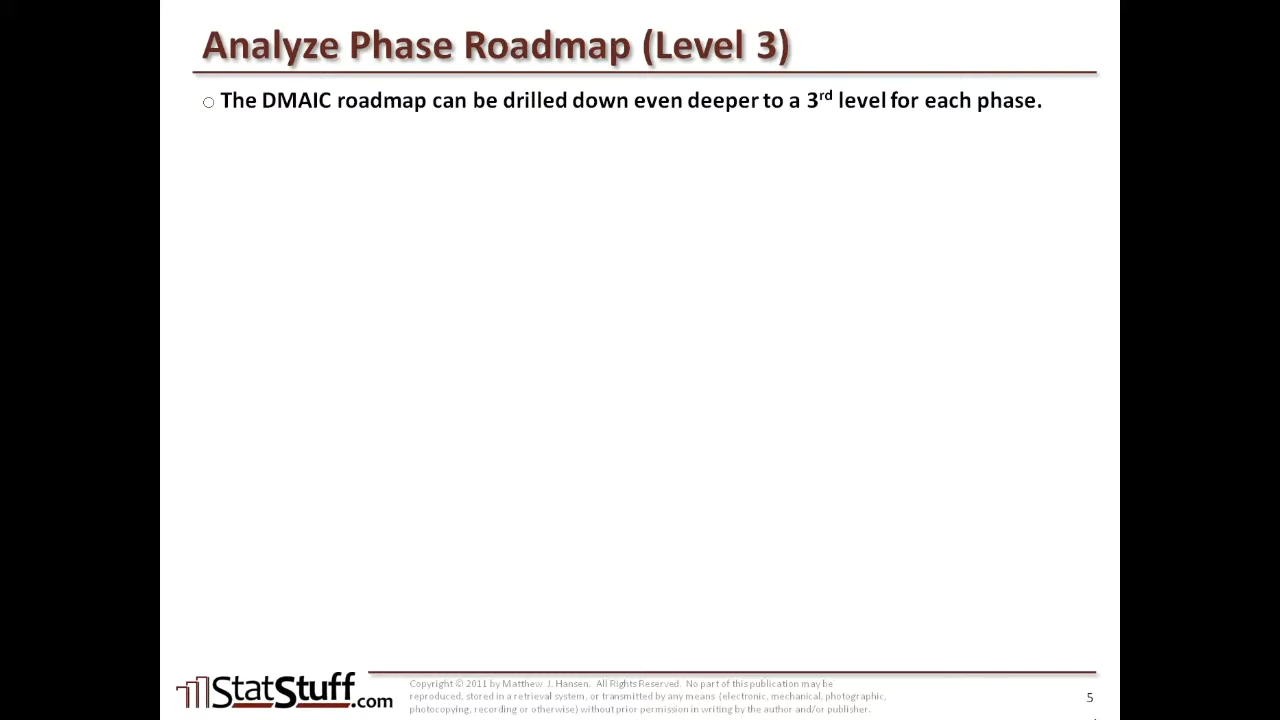 Analyze Phase Roadmap (Level 3)
○ The DMAIC roadmap can be drilled down even deeper to a 3rd level for each phase.
StatStuff.com
Copyright © 2011 by Matthew J. Hansen. All Rights Reserved. No part of this publication may be
reproduced, stored in a retrieval system, or transmitted by any means (electronic, mechanical, photographic,
photocopying, recording or otherwise) without prior permission in writing by the author and/or publisher.
5